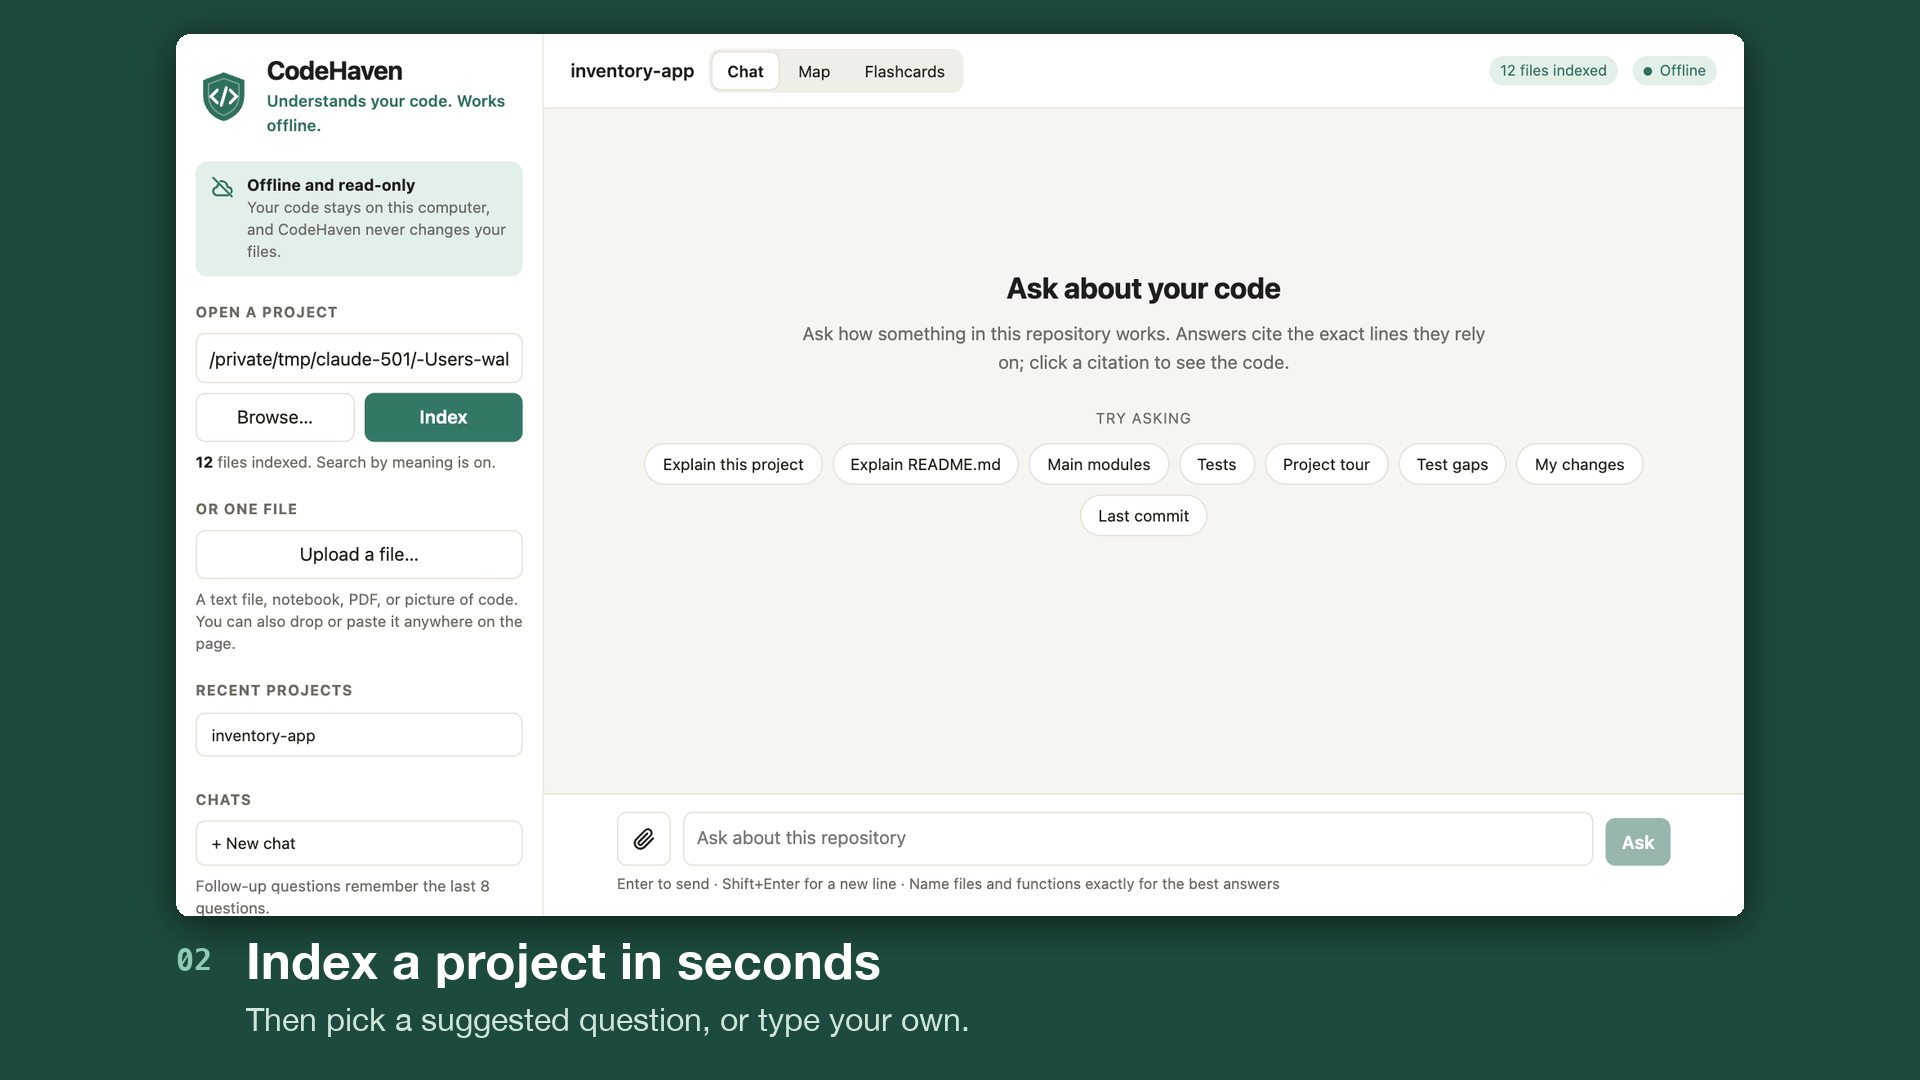 CodeHaven
Understands your code. Works
offline.
Offline and read-only
Your code stays on this computer,
and CodeHaven never changes your
files.
OPEN A PROJECT
/private/tmp/claude-501/-Users-wal
Browse...
Index
12 files indexed. Search by meaning is on.
OR ONE FILE
Upload a file...
A text file, notebook, PDF, or picture of code.
You can also drop or paste it anywhere on the
page.
RECENT PROJECTS
inventory-app
CHATS
+ New chat
Follow-up questions remember the last 8
questions.
inventory-app
Chat
Map
Flashcards
12 files indexed
Offline
Ask about your code
Ask how something in this repository works. Answers cite the exact lines they rely
on; click a citation to see the code.
TRY ASKING
Explain this project
Explain README.md
Main modules
Tests
Project tour
Test gaps
My changes
Last commit
Ask about this repository
Ask
Enter to send · Shift+Enter for a new line · Name files and functions exactly for the best answers
02
Index a project in seconds
Then pick a suggested question, or type your own.